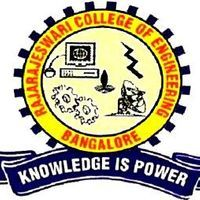 RAJARAJESWARI COLLEGE OF ENGINEERING
BANGALORE
KNOWLEDGE IS POWER